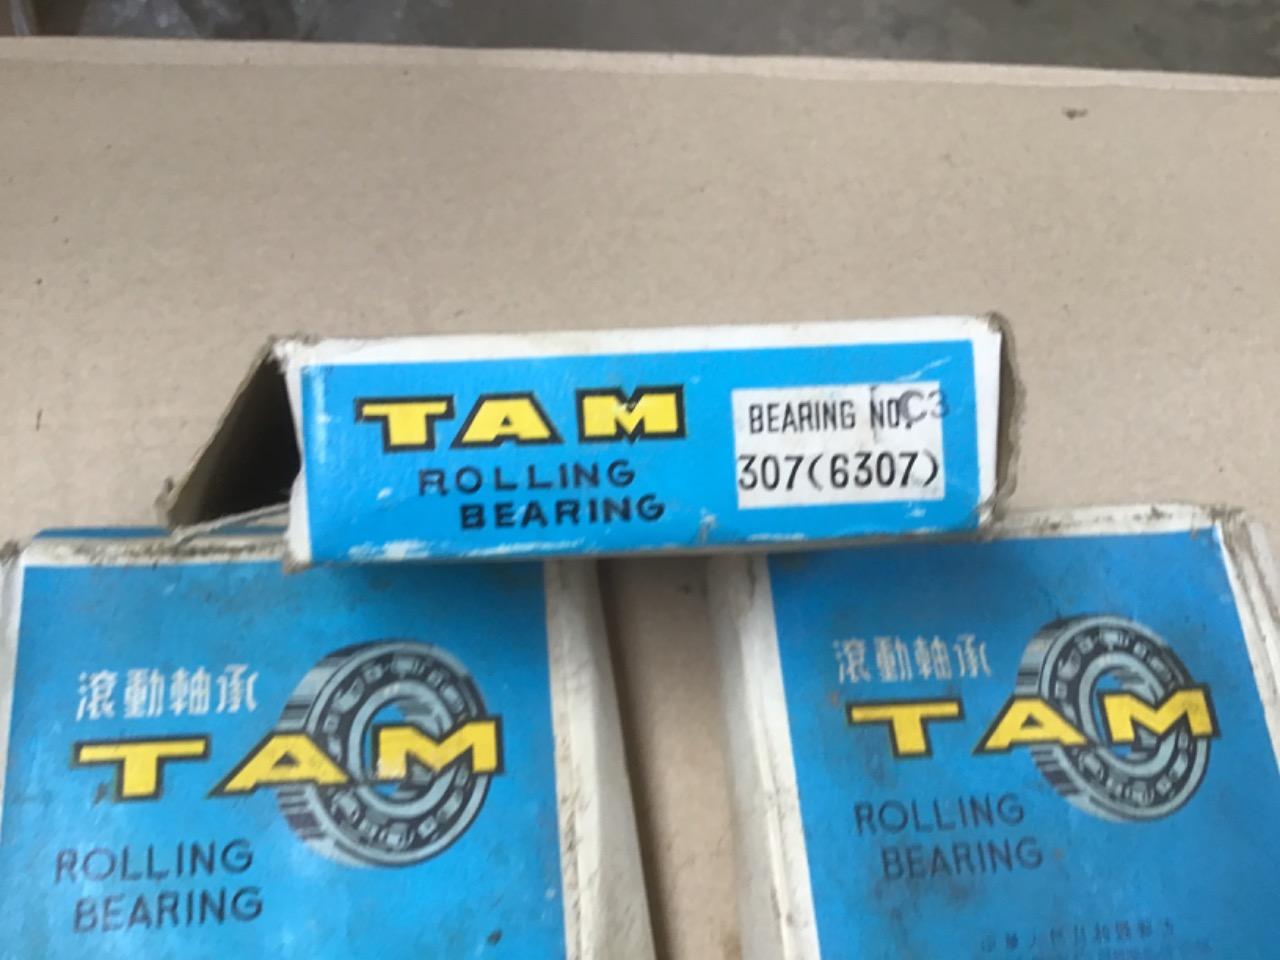 TAM
ROLLING
BEARING
BEARING NO.
C3
307(6307)
滾動軸承
TAM
ROLLING
BEARING
滾動軸承
TAM
ROLLING
BEARING